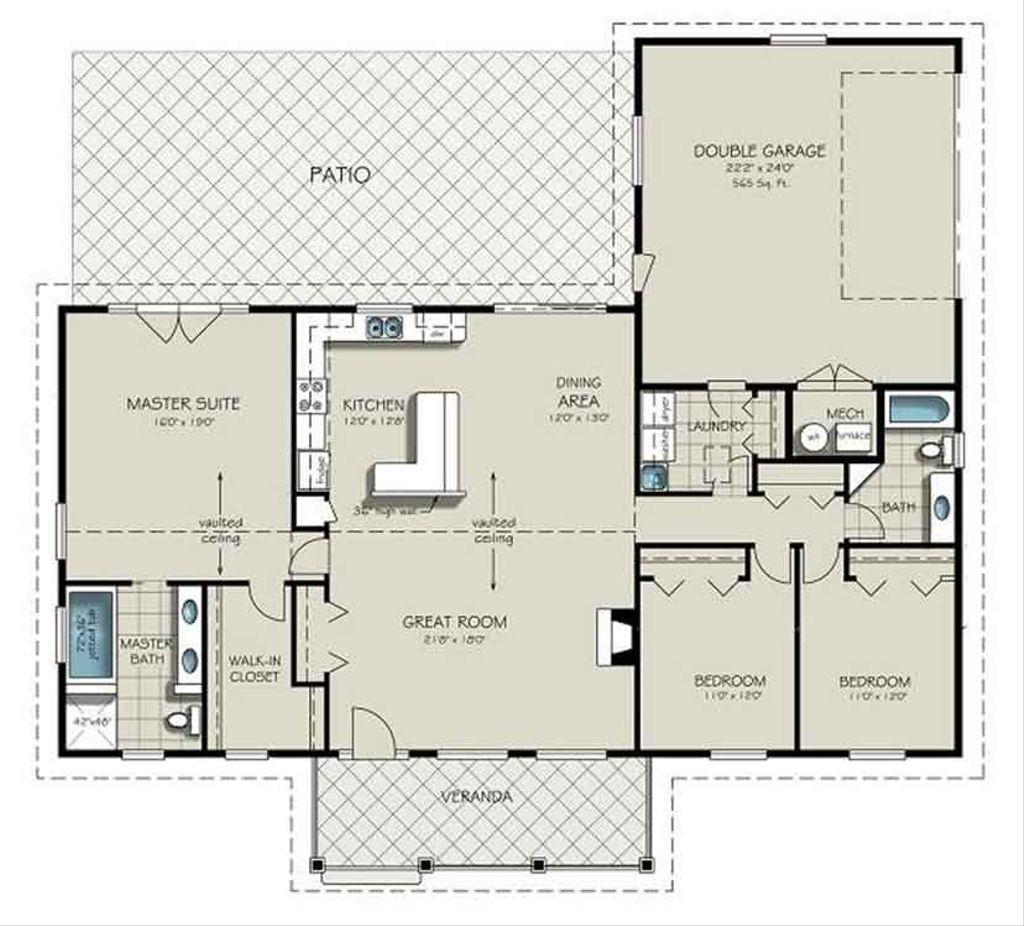 PATIO
DOUBLE GARAGE
22'2" x 24'0"
565 Sq. Ft.
MASTER SUITE
16'0" x 19'0"
KITCHEN
12'0" x 12'8"
DINING
AREA
12'0" x 13'0"
dryer
washer
LAUNDRY
MECH
wh
furnace
fridge
dw
36" high wall
BATH
vaulted
ceiling
vaulted
ceiling
GREAT ROOM
21'8" x 18'0"
72"x36"
jetted tub
MASTER
BATH
42"x48"
WALK-IN
CLOSET
BEDROOM
11'0" x 12'0"
BEDROOM
11'0" x 12'0"
VERANDA